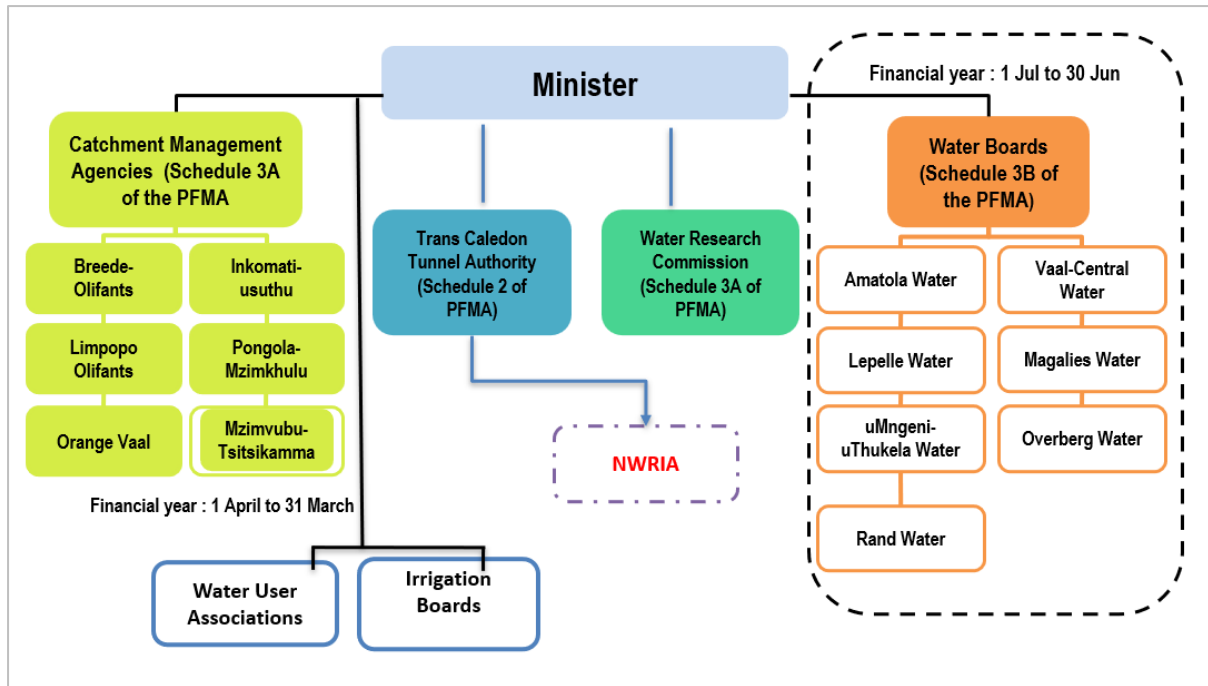 Minister
Financial year : 1 Jul to 30 Jun
Catchment Management
Agencies (Schedule 3A
of the PFMA
Breede-
Olifants
Inkomati-
usuthu
Limpopo
Olifants
Pongola-
Mzimkhulu
Orange Vaal
Mzimvubu-
Tsitsikamma
Financial year : 1 April to 31 March
Water User
Associations
Irrigation
Boards
Trans Caledon
Tunnel Authority
(Schedule 2 of
PFMA)
NWRIA
Water Research
Commission
(Schedule 3A of
PFMA)
Water Boards
(Schedule 3B of
the PFMA)
Amatola Water
Vaal-Central
Water
Lepelle Water
Magalies Water
uMngeni-
uThukela Water
Overberg Water
Rand Water